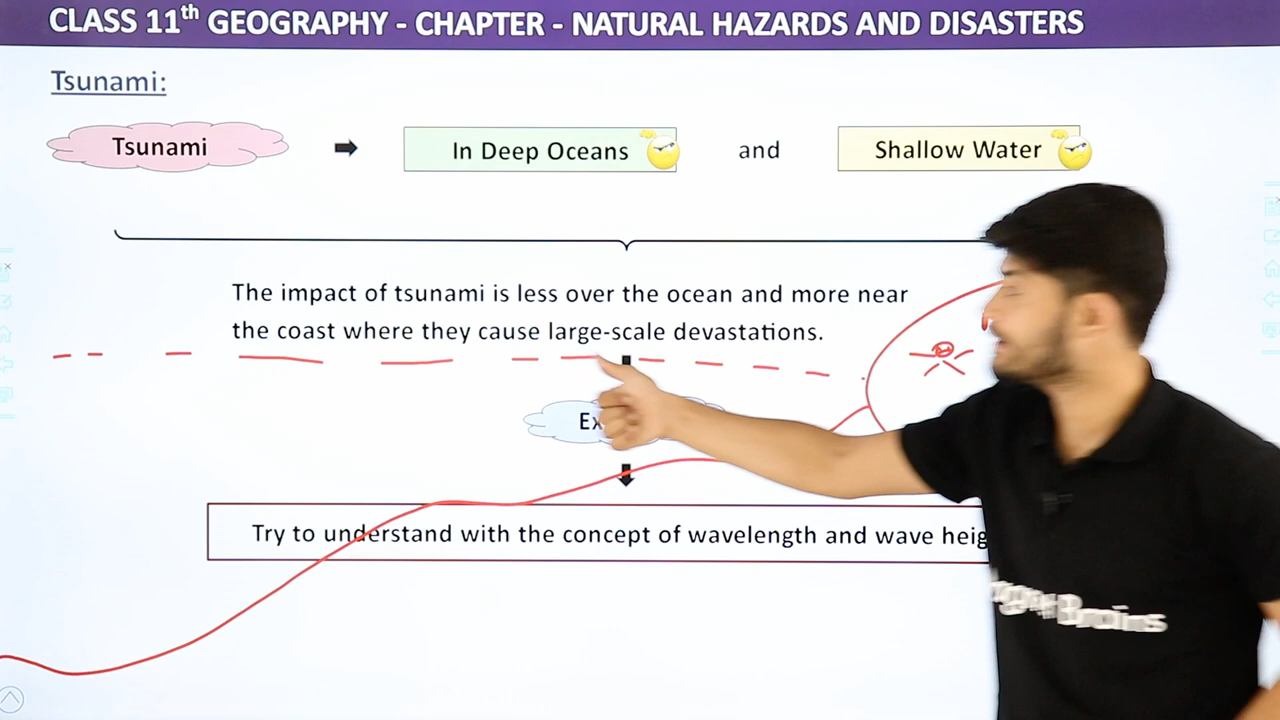 CLASS 11th GEOGRAPHY - CHAPTER - NATURAL HAZARDS AND DISASTERS
Tsunami:
Tsunami
In Deep Oceans
and
Shallow Water
The impact of tsunami is less over the ocean and more near
the coast where they cause large-scale devastations.
Try to understand with the concept of wavelength and wave
Brains